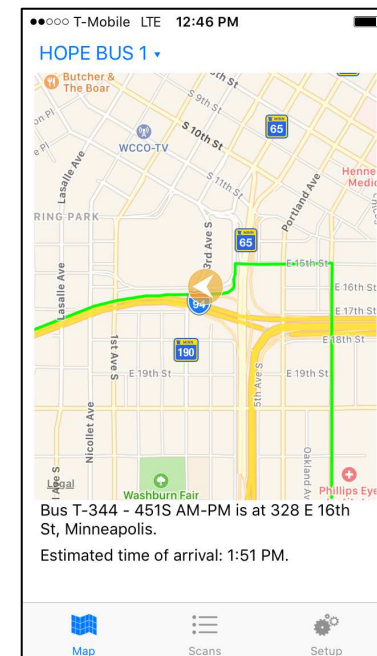 T-Mobile LTE 12:46 PM
HOPE BUS 1
Butcher &
The Boar
S 9th St
S 10th St
65
WCCO-TV
S 11th St
Lasalle Ave
Portland Ave
RING PARK
3rd Ave S
65
E 15th St
E 16th St
94
E 17th St
E 18th St
Lasalle Ave
1st Ave S
190
E 19th St
5th Ave S
E 19th St
Nicollet Ave
Oakland Av
Legal
Washburn Fair
Phillips Eye
Bus T-344 - 451S AM-PM is at 328 E 16th
St, Minneapolis.
Estimated time of arrival: 1:51 PM.
Map
Scans
Setup